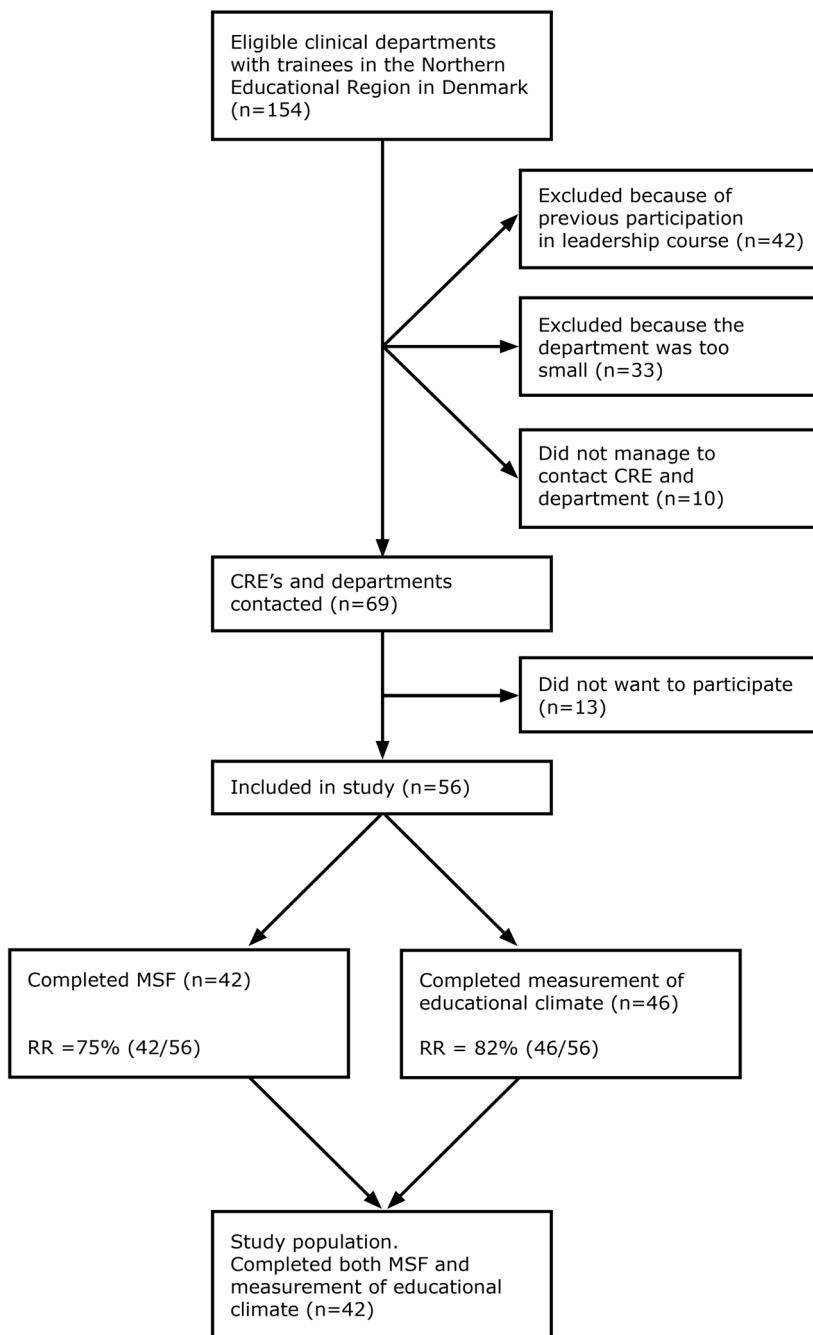 Eligible clinical departments
with trainees in the Northern
Educational Region in Denmark
(n=154)
Excluded because of
previous participation
in leadership course (n=42)
Excluded because the
department was too
small (n=33)
Did not manage to
contact CRE and
department (n=10)
CRE's and departments
contacted (n=69)
Did not want to participate
(n=13)
Included in study (n=56)
Completed MSF (n=42)
RR =75% (42/56)
Completed measurement of
educational climate (n=46)
RR = 82% (46/56)
Study population.
Completed both MSF and
measurement of educational
climate (n=42)